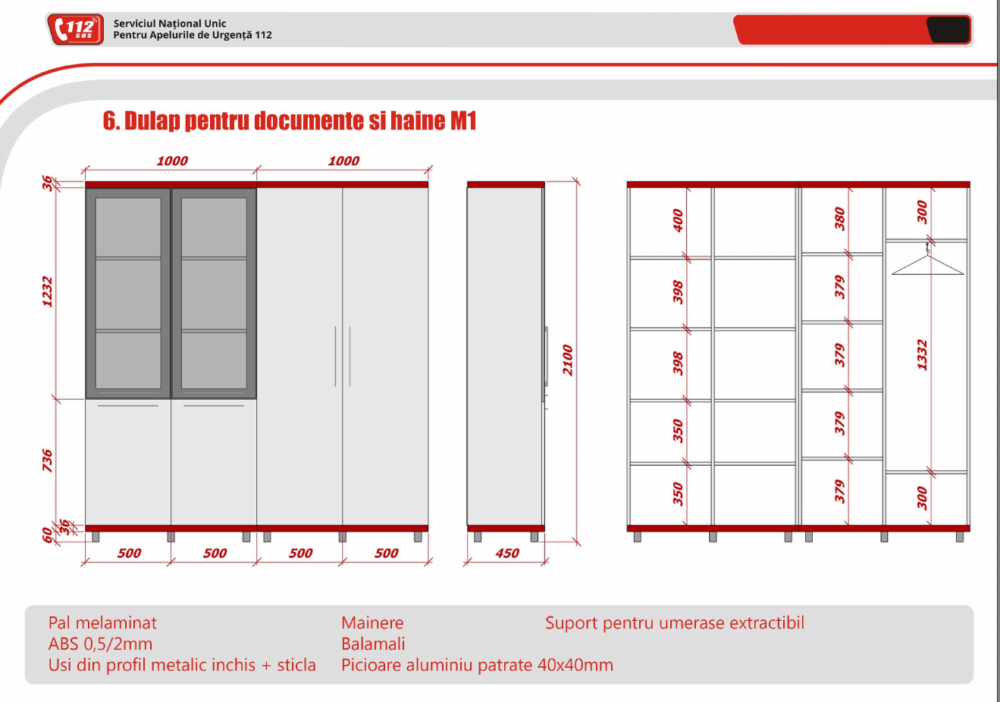 112
SOS
Serviciul Național Unic
Pentru Apelurile de Urgență 112
6. Dulap pentru documente si haine M1
1000 1000
36
1232
736
36
60
500 500 500 500
2100
450
400 380 300
398 379
398 379 1332
350 379
350 379 300
Pal melaminat
ABS 0,5/2mm
Usi din profil metalic inchis + sticla
Mainere
Balamali
Picioare aluminiu patrate 40x40mm
Suport pentru umerase extractibil